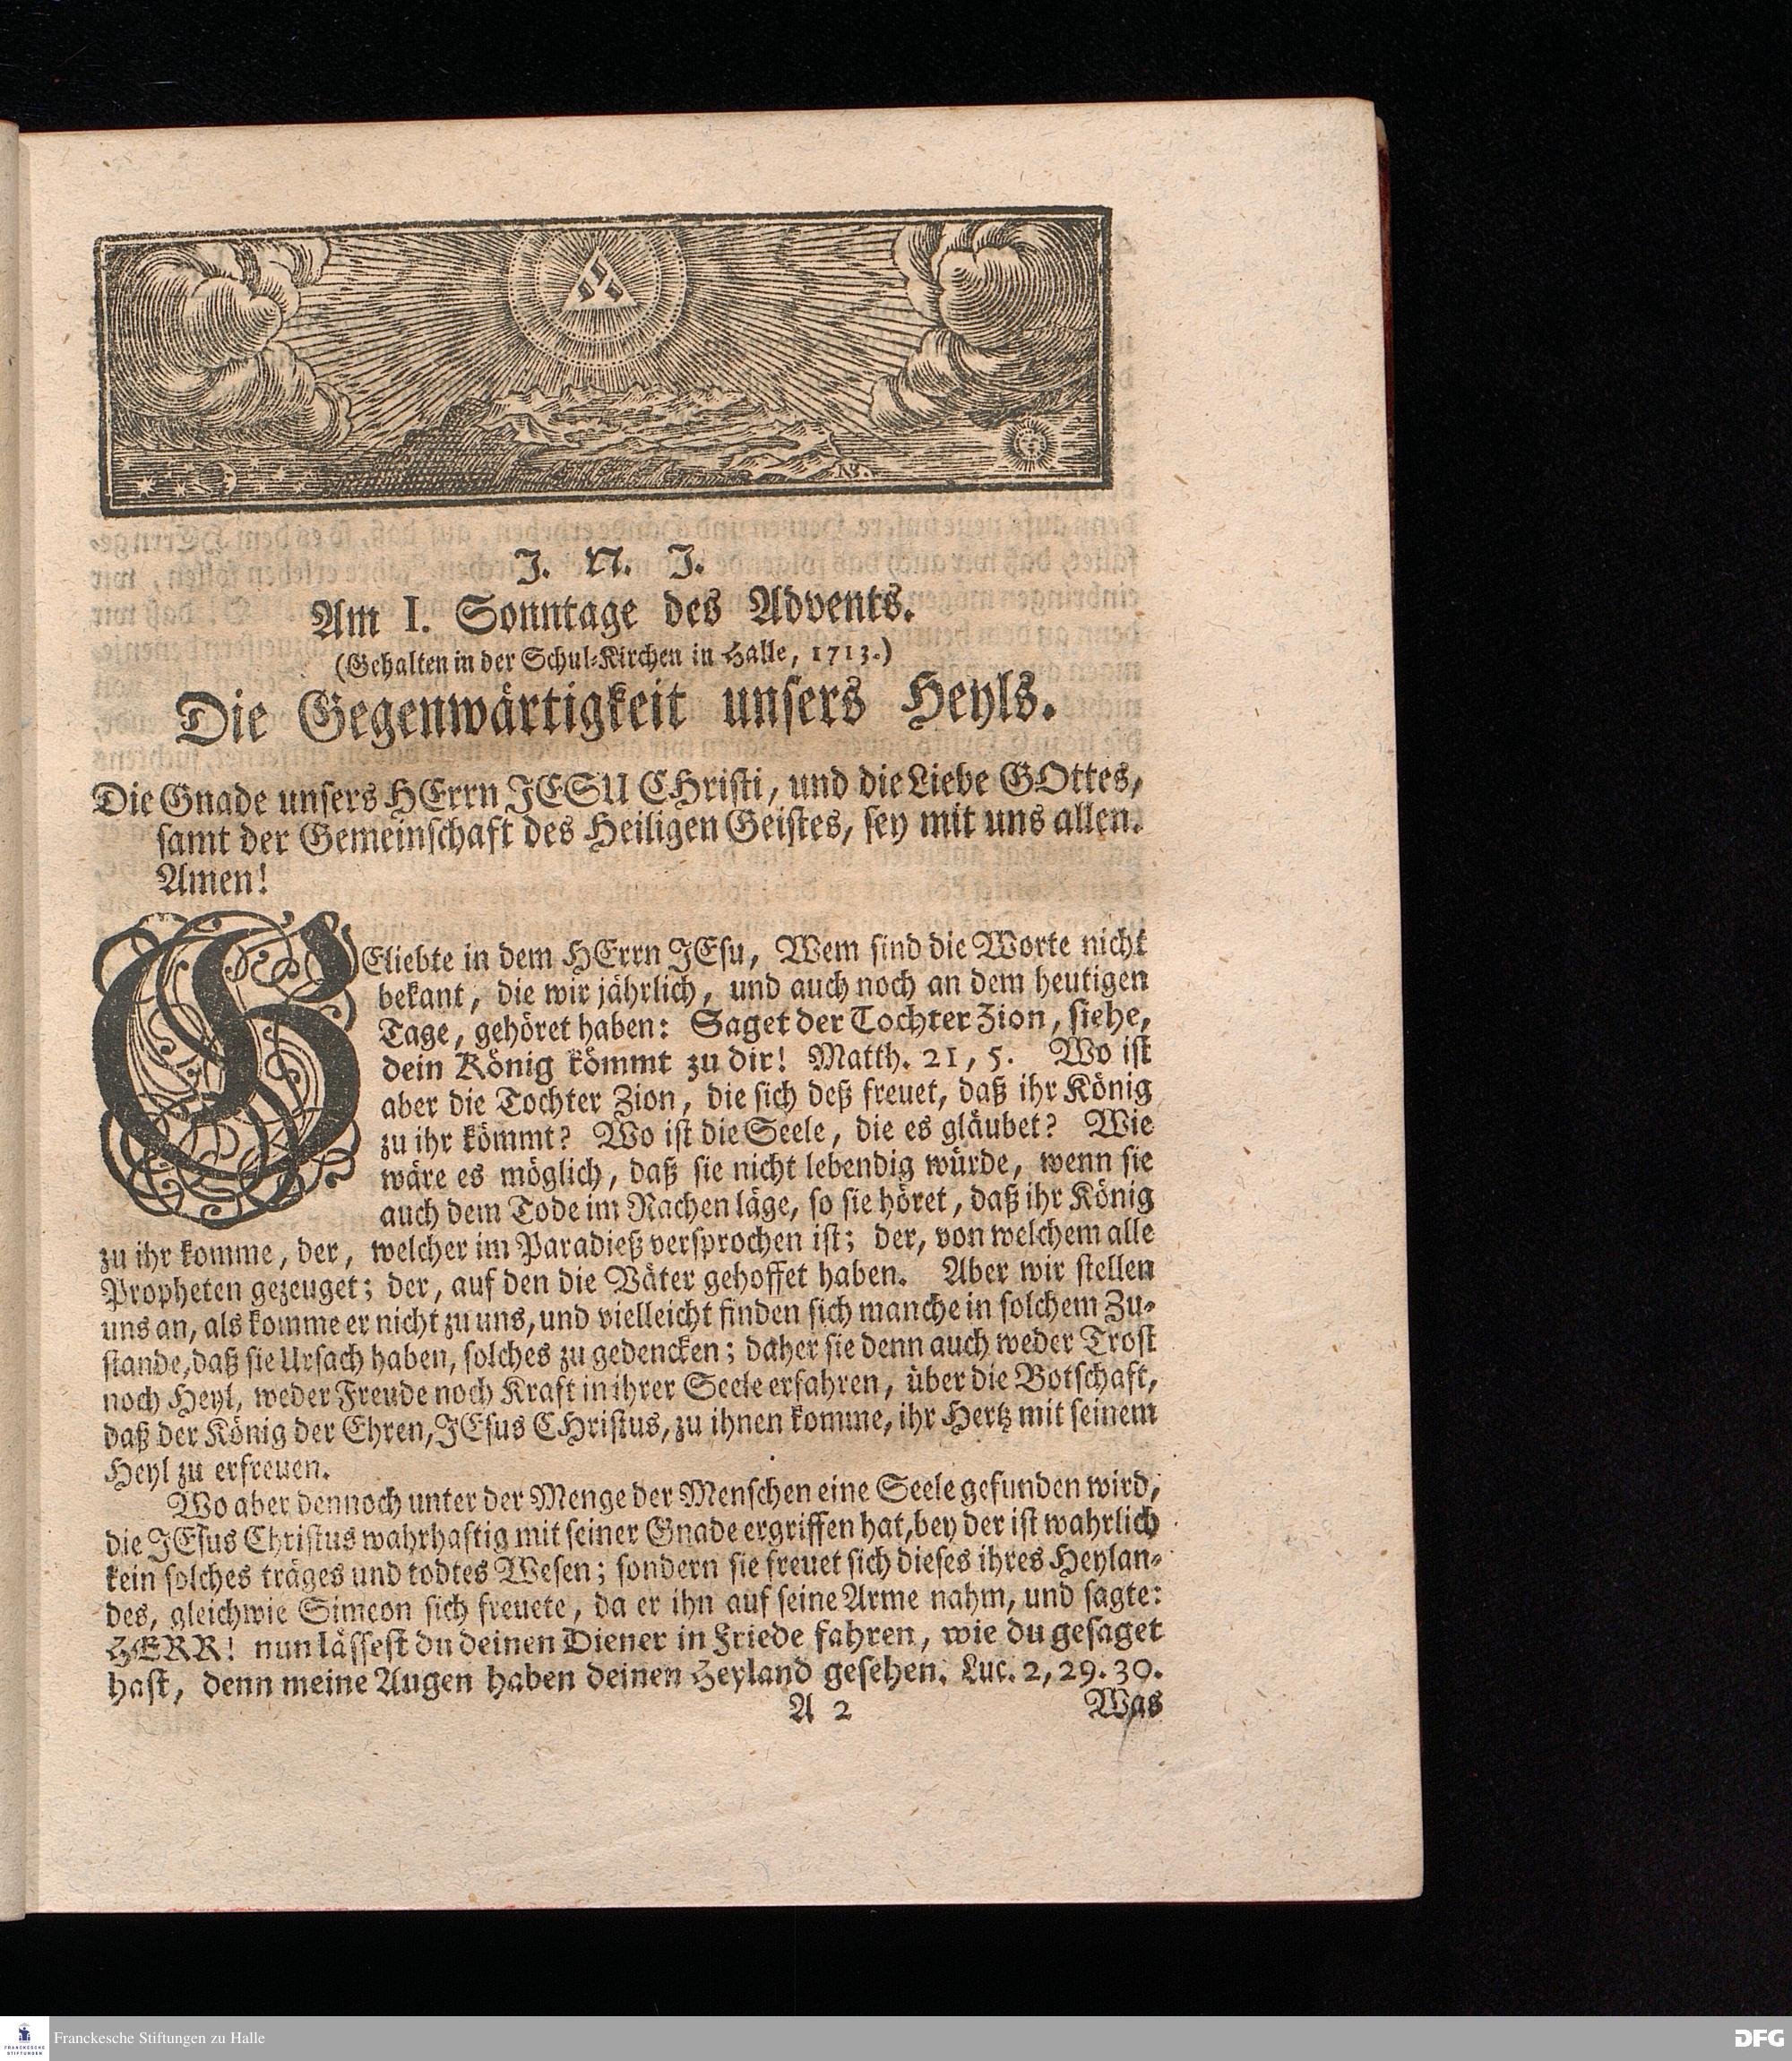 J. N. J.
Am I. Sonntage des Advents.
(Gehalten in der Schul-Kirchen in Halle, 1713.)
Die Gegenwärtigkeit unsers Heyls.
Die Gnade unsers HErrn JESU CHristi, und die Liebe GOttes,
samt der Gemeinschaft des Heiligen Geistes, sey mit uns allen.
Amen!
GEliebte in dem HErrn JEsu, Wem sind die Worte nicht
bekant, die wir jährlich, und auch noch an dem heutigen
Tage, gehöret haben: Saget der Tochter Zion, siehe,
dein König kömmt zu dir! Matth. 21, 5. Wo ist
aber die Tochter Zion, die sich deß freuet, daß ihr König
zu ihr kömmt? Wo ist die Seele, die es gläubet? Wie
wäre es möglich, daß sie nicht lebendig würde, wenn sie
auch dem Tode im Rachen läge, so sie höret, daß ihr König
zu ihr komme, der, welcher im Paradieß versprochen ist; der, von welchem alle
Propheten gezeuget; der, auf den die Väter gehoffet haben. Aber wir stellen
uns an, als komme er nicht zu uns, und vielleicht finden sich manche in solchem Zu-
stande, daß sie Ursach haben, solches zu gedencken; daher sie denn auch weder Trost
noch Heyl, weder Freude noch Kraft in ihrer Seele erfahren, über die Botschaft,
daß der König der Ehren, JEsus CHristus, zu ihnen komme, ihr Hertz mit seinem
Heyl zu erfreuen.
Wo aber dennoch unter der Menge der Menschen eine Seele gefunden wird,
die JEsus Christus wahrhaftig mit seiner Gnade ergriffen hat, bey der ist wahrlich
kein solches träges und todtes Wesen; sondern sie freuet sich dieses ihres Heylan-
des, gleichwie Simeon sich freuete, da er ihn auf seine Arme nahm, und sagte:
HERR! nun lässest du deinen Diener in Friede fahren, wie du gesaget
hast, denn meine Augen haben deinen Heyland gesehen. Luc. 2, 29. 30.
A 2 Was
FRANCKESCHE
STIFTUNGEN
Franckesche Stiftungen zu Halle
DFG